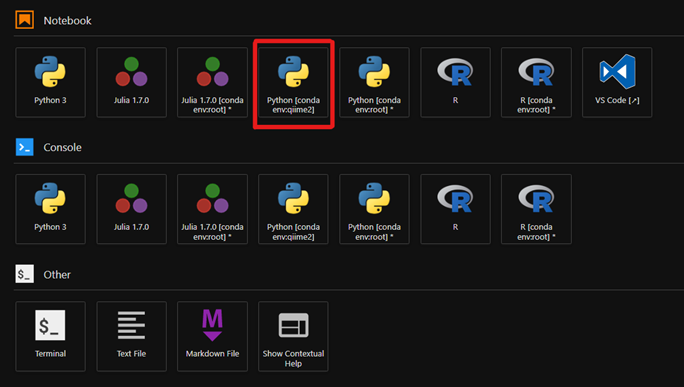 Notebook
Python 3
Julia 1.7.0
Julia 1.7.0 [conda
env:root] *
Python [conda
env:qiime2]
Python [conda
env:root] *
R
R [conda
env:root] *
VS Code [↗]
Console
Python 3
Julia 1.7.0
Julia 1.7.0 [conda
env:root] *
Python [conda
env:qiime2]
Python [conda
env:root] *
R
R [conda
env:root] *
$_ Other
$_
Terminal
Text File
M
Markdown File
Show Contextual
Help